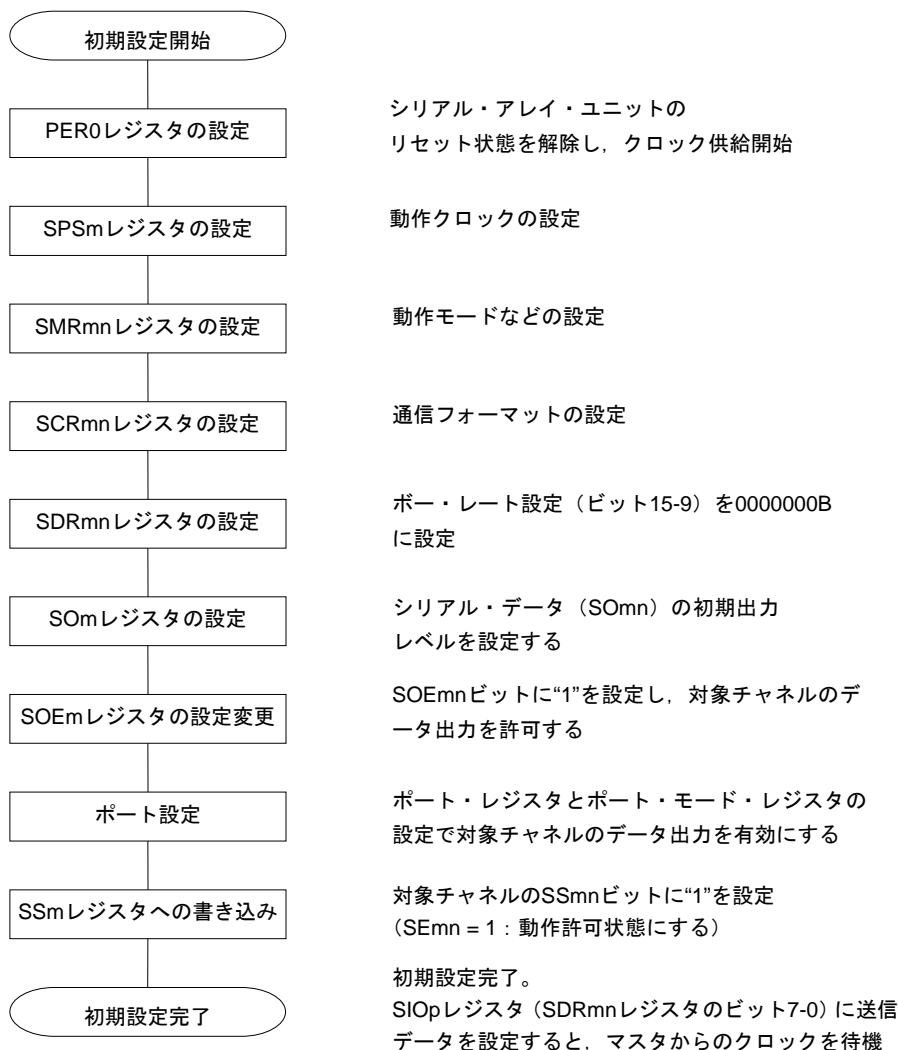 初期設定開始
PER0レジスタの設定
シリアル・アレイ・ユニットの
リセット状態を解除し，クロック供給開始
SPSmレジスタの設定
動作クロックの設定
SMRmnレジスタの設定
動作モードなどの設定
SCRmnレジスタの設定
通信フォーマットの設定
SDRmnレジスタの設定
ボー・レート設定（ビット15-9）を0000000B
に設定
SOmレジスタの設定
シリアル・データ（SOmn）の初期出力
レベルを設定する
SOEmレジスタの設定変更
SOEmnビットに“1”を設定し，対象チャネルのデ
ータ出力を許可する
ポート設定
ポート・レジスタとポート・モード・レジスタの
設定で対象チャネルのデータ出力を有効にする
SSmレジスタへの書き込み
対象チャネルのSSmnビットに“1”を設定
（SEmn = 1：動作許可状態にする）
初期設定完了
初期設定完了。
SIOpレジスタ（SDRmnレジスタのビット7-0）に送信
データを設定すると，マスタからのクロックを待機